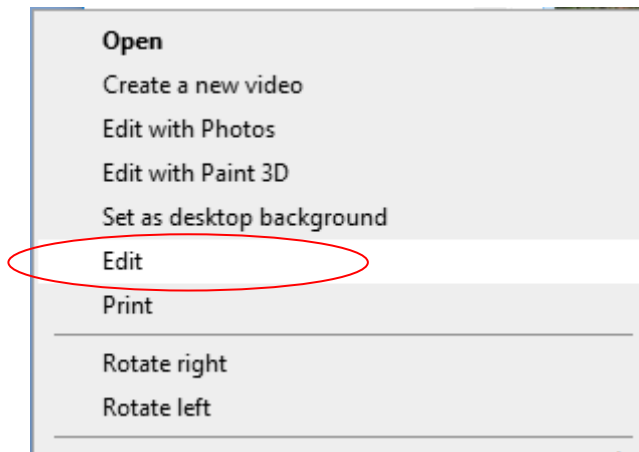 Open
Create a new video
Edit with Photos
Edit with Paint 3D
Set as desktop background
Edit
Print
Rotate right
Rotate left